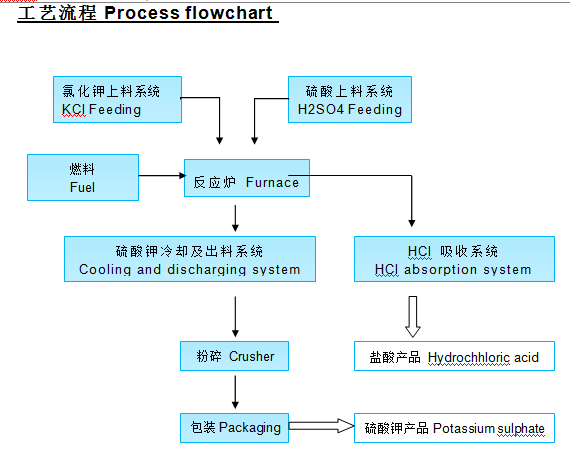 工艺流程 Process flowchart
氯化钾上料系统
KCl Feeding
硫酸上料系统
H2SO4 Feeding
燃料
Fuel
反应炉 Furnace
硫酸钾冷却及出料系统
Cooling and discharging system
HCl 吸收系统
HCl absorption system
粉碎 Crusher
盐酸产品 Hydrochhloric acid
包装 Packaging
硫酸钾产品 Potassium sulphate